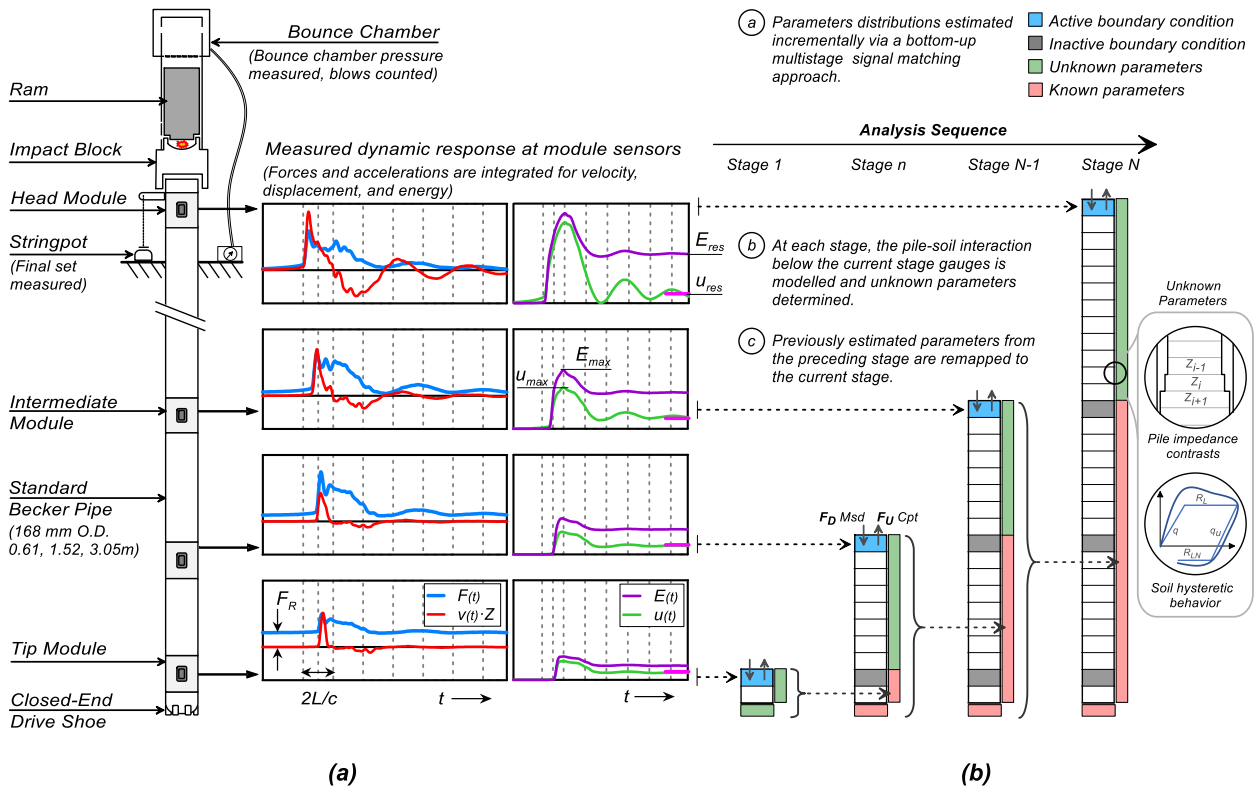 Bounce Chamber
(Bounce chamber pressure
measured, blows counted)
Ram
Impact Block
Head Module
Stringpot
(Final set
measured)
Intermediate
Module
Standard
Becker Pipe
(168 mm O.D.
0.61, 1.52, 3.05m)
Tip Module
Closed-End
Drive Shoe
Measured dynamic response at module sensors
(Forces and accelerations are integrated for velocity,
displacement, and energy)
E_res
u_res
E_max
u_max
F_R
F(t)
v(t)·Z
E(t)
u(t)
2L/c
t
t
(a)
a
Parameters distributions estimated
incrementally via a bottom-up
multistage signal matching
approach.
Active boundary condition
Inactive boundary condition
Unknown parameters
Known parameters
Analysis Sequence
Stage 1
Stage n
Stage N-1
Stage N
b
At each stage, the pile-soil interaction
below the current stage gauges is
modelled and unknown parameters
determined.
c
Previously estimated parameters from
the preceding stage are remapped to
the current stage.
F_D Msd
F_U Cpt
Unknown
Parameters
Z_i-1
Z_i
Z_i+1
Pile impedance
contrasts
R_L
q
q_u
R_LN
Soil hysteretic
behavior
(b)